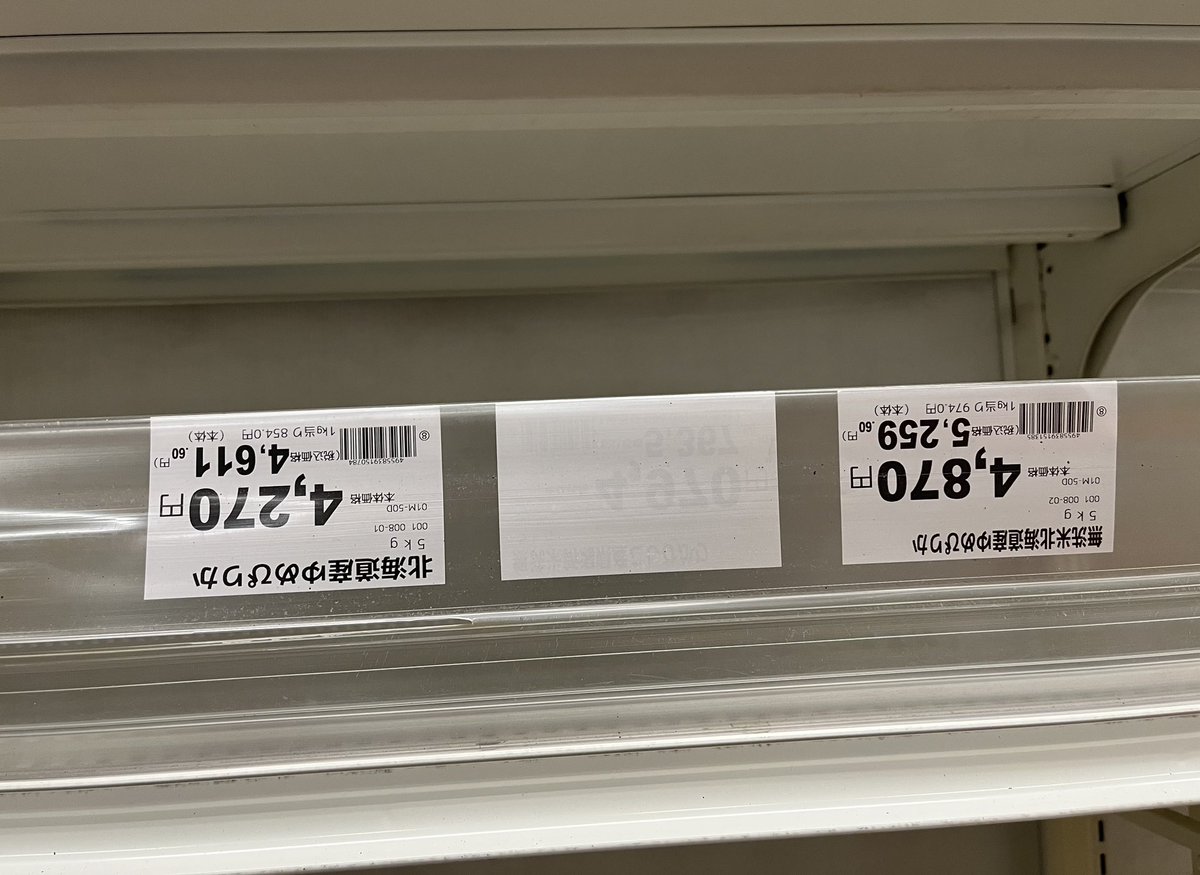 北海道産ゆめぴりか
5kg
001 008-01
01M-50D
本体価格 4,270円
(税込価格 4,611.60円)
1kg当り 854.0円 (本体)
4955839150784
⑧
無洗米北海道産ゆめぴりか
5kg
001 008-02
01M-50D
本体価格 4,870円
(税込価格 5,259.60円)
1kg当り 974.0円 (本体)
4955839151385
⑧